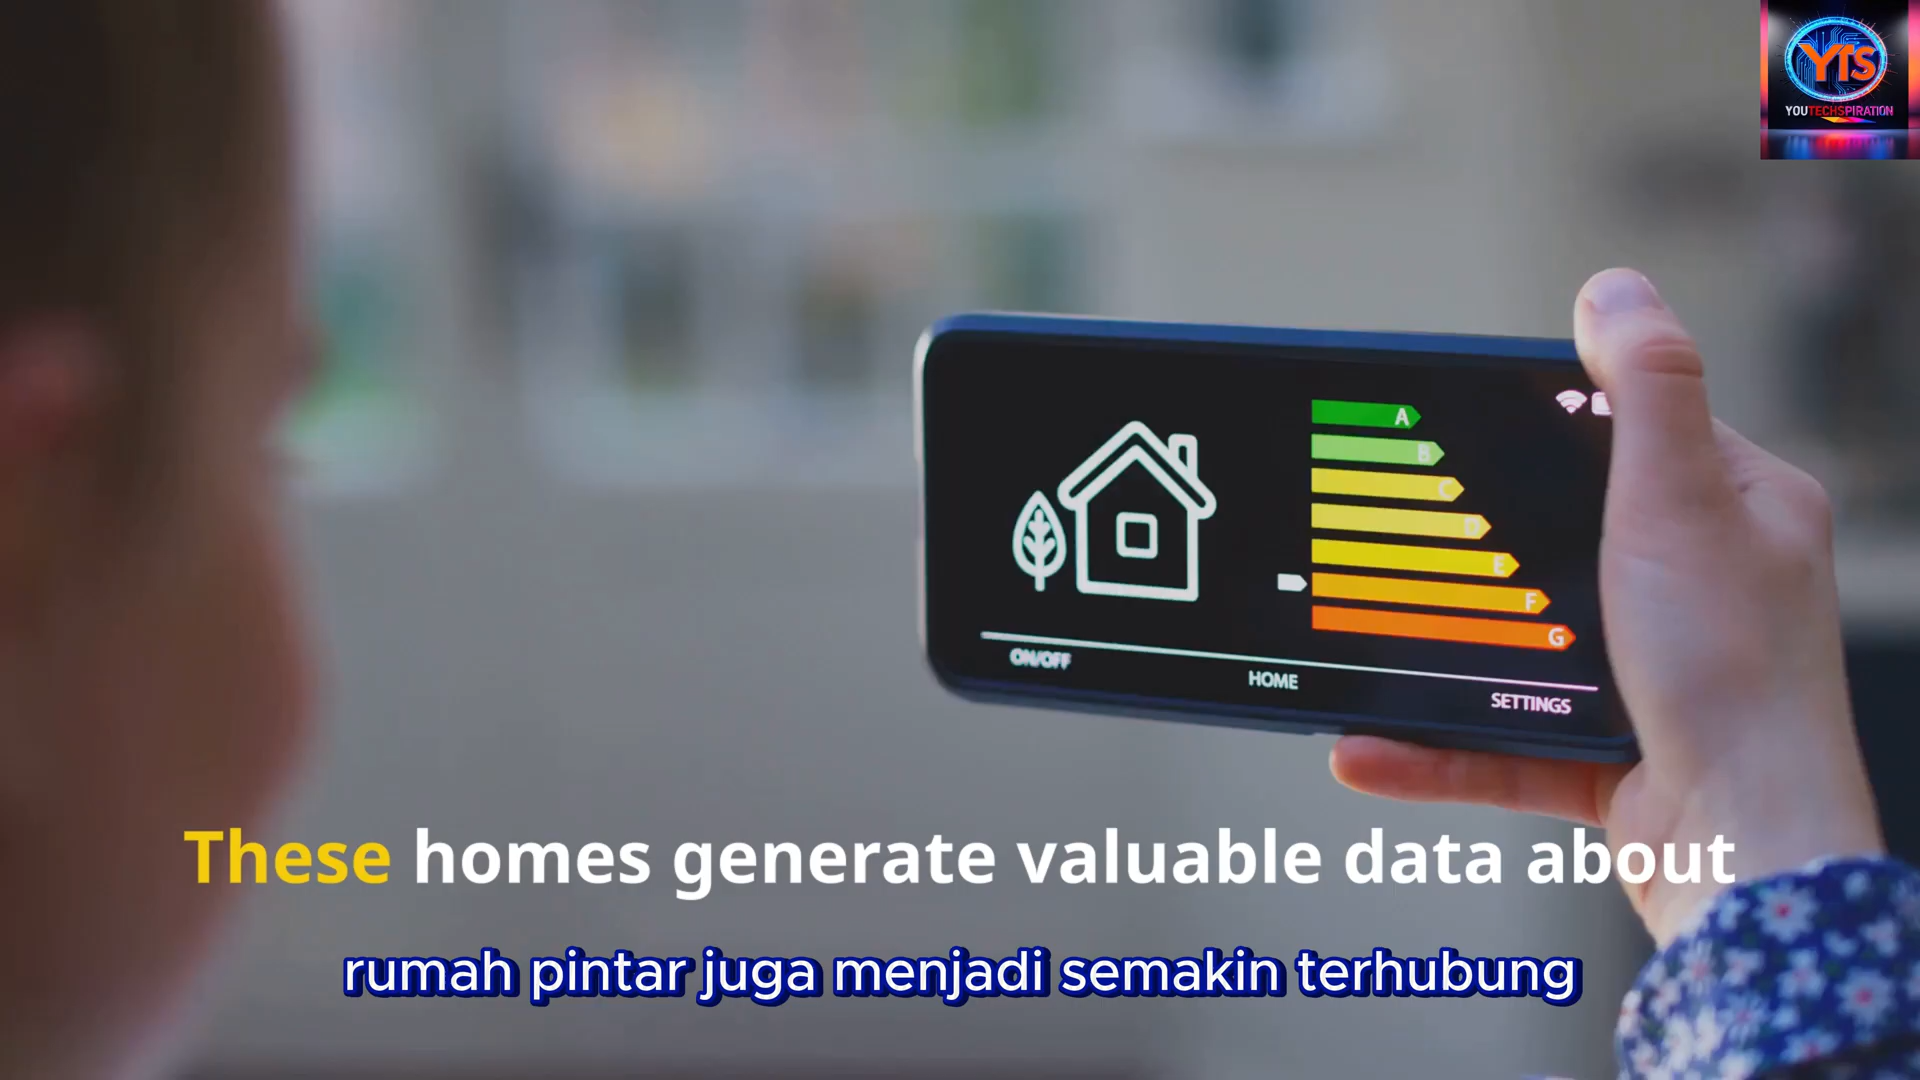 YTS
YOUTECHSPIRATION
A
B
C
D
E
F
G
ON/OFF
HOME
SETTINGS
These homes generate valuable data about
rumah pintar juga menjadi semakin terhubung